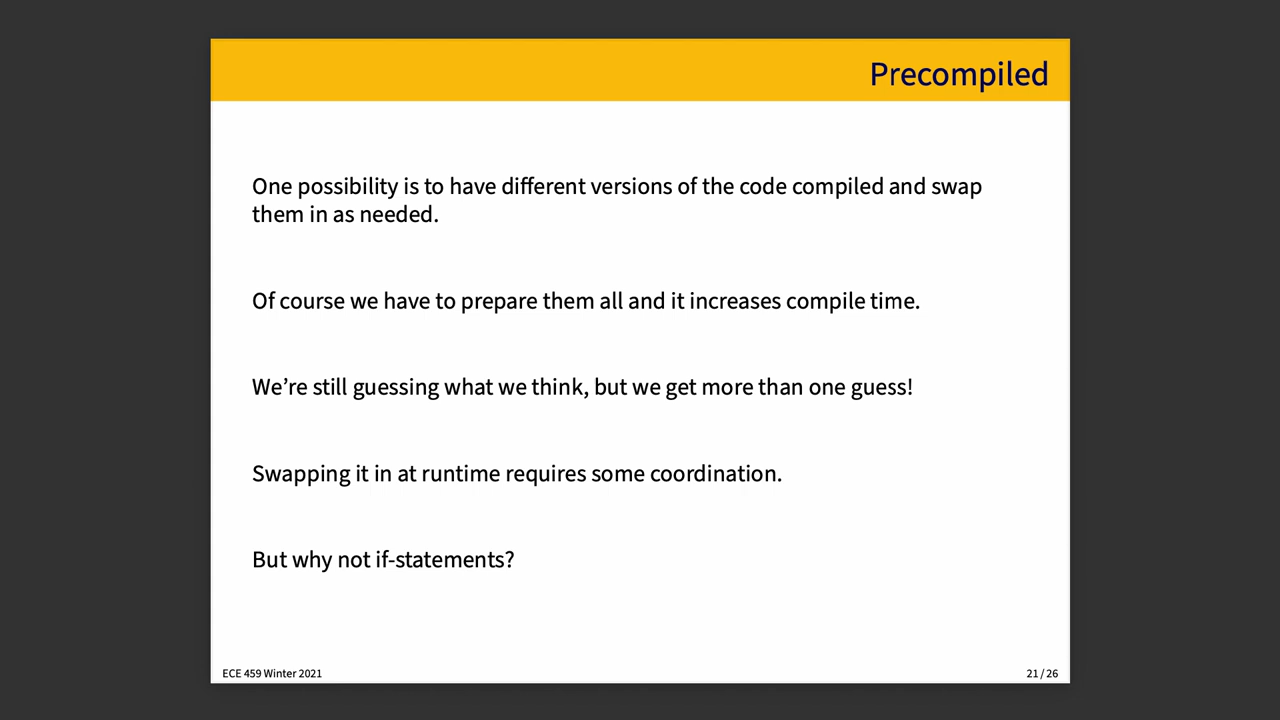 Precompiled
One possibility is to have different versions of the code compiled and swap
them in as needed.
Of course we have to prepare them all and it increases compile time.
We’re still guessing what we think, but we get more than one guess!
Swapping it in at runtime requires some coordination.
But why not if-statements?
ECE 459 Winter 2021
21 / 26